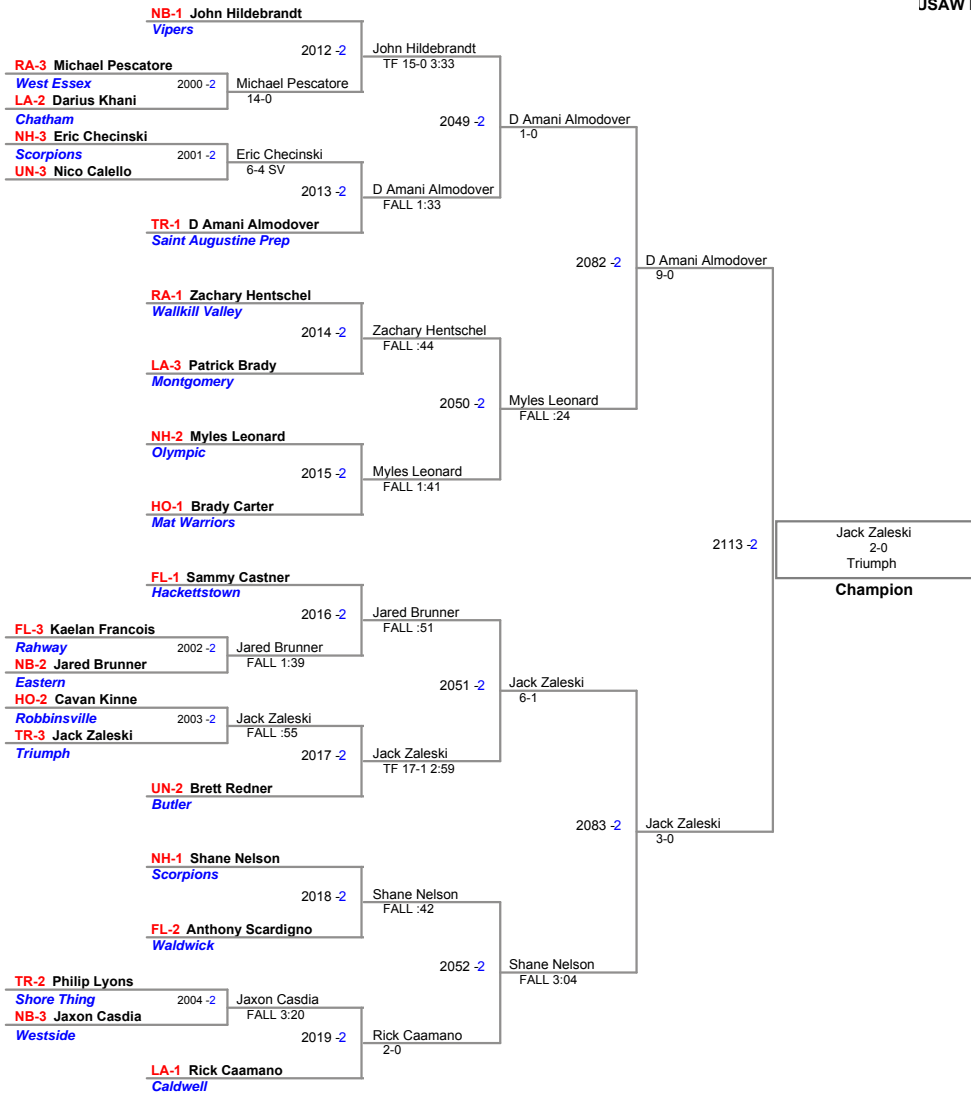 USAW
NB-1 John Hildebrandt
Vipers
2012 -2
John Hildebrandt
TF 15-0 3:33
RA-3 Michael Pescatore
West Essex
2000 -2
Michael Pescatore
14-0
LA-2 Darius Khani
Chatham
2049 -2
D Amani Almodover
1-0
NH-3 Eric Checinski
Scorpions
2001 -2
Eric Checinski
6-4 SV
UN-3 Nico Calello
2013 -2
D Amani Almodover
FALL 1:33
TR-1 D Amani Almodover
Saint Augustine Prep
2082 -2
D Amani Almodover
9-0
RA-1 Zachary Hentschel
Wallkill Valley
2014 -2
Zachary Hentschel
FALL :44
LA-3 Patrick Brady
Montgomery
2050 -2
Myles Leonard
FALL :24
NH-2 Myles Leonard
Olympic
2015 -2
Myles Leonard
FALL 1:41
HO-1 Brady Carter
Mat Warriors
2113 -2
Jack Zaleski
2-0
Triumph
Champion
FL-1 Sammy Castner
Hackettstown
2016 -2
Jared Brunner
FALL :51
FL-3 Kaelan Francois
Rahway
2002 -2
Jared Brunner
FALL 1:39
NB-2 Jared Brunner
Eastern
2051 -2
Jack Zaleski
6-1
HO-2 Cavan Kinne
Robbinsville
2003 -2
Jack Zaleski
FALL :55
TR-3 Jack Zaleski
Triumph
2017 -2
Jack Zaleski
TF 17-1 2:59
UN-2 Brett Redner
Butler
2083 -2
Jack Zaleski
3-0
NH-1 Shane Nelson
Scorpions
2018 -2
Shane Nelson
FALL :42
FL-2 Anthony Scardigno
Waldwick
2052 -2
Shane Nelson
FALL 3:04
TR-2 Philip Lyons
Shore Thing
2004 -2
Jaxon Casdia
FALL 3:20
NB-3 Jaxon Casdia
Westside
2019 -2
Rick Caamano
2-0
LA-1 Rick Caamano
Caldwell